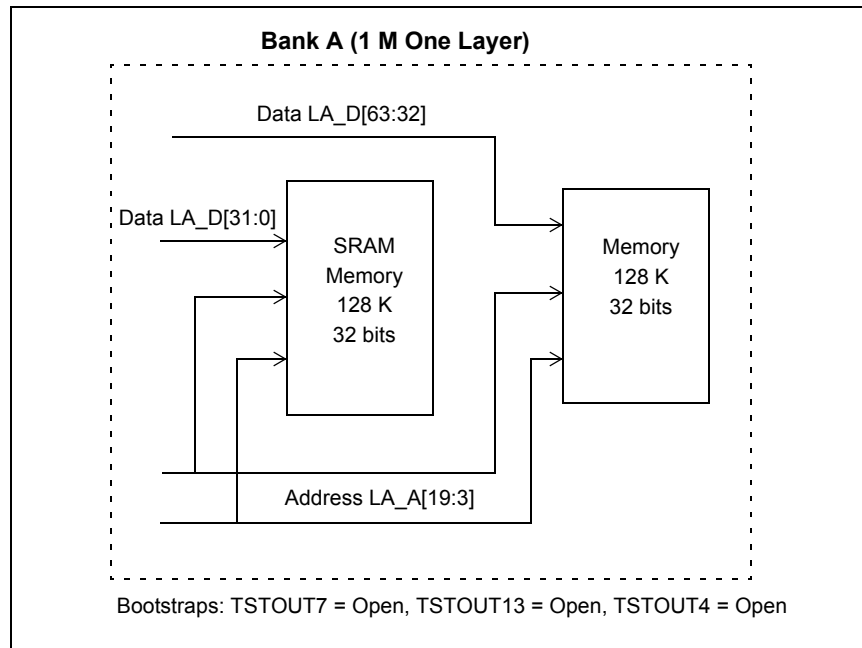 Bank A (1 M One Layer)
Data LA_D[63:32]
Data LA_D[31:0]
SRAM
Memory
128 K
32 bits
Memory
128 K
32 bits
Address LA_A[19:3]
Bootstraps: TSTOUT7 = Open, TSTOUT13 = Open, TSTOUT4 = Open